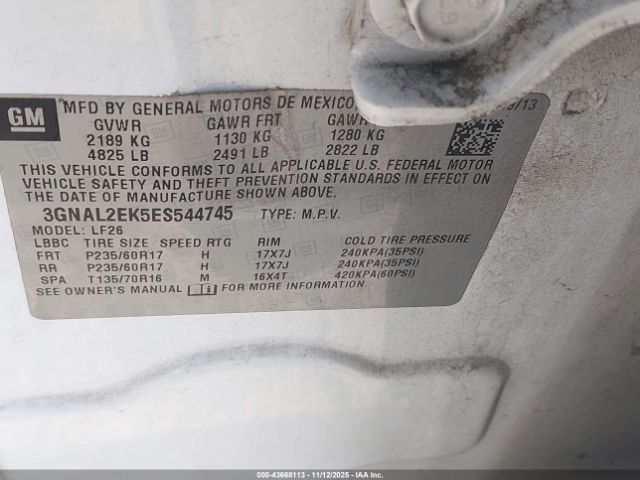 GM
MFD BY GENERAL MOTORS DE MEXICO 9/13
GVWR GAWR FRT GAWR
2189 KG 1130 KG 1280 KG
4825 LB 2491 LB 2822 LB
THIS VEHICLE CONFORMS TO ALL APPLICABLE U.S. FEDERAL MOTOR
VEHICLE SAFETY AND THEFT PREVENTION STANDARDS IN EFFECT ON
THE DATE OF MANUFACTURE SHOWN ABOVE.
3GNAL2EK5ES544745 TYPE: M.P.V.
MODEL: LF26
LBBC TIRE SIZE SPEED RTG RIM COLD TIRE PRESSURE
FRT P235/60R17 H 17X7J 240KPA(35PSI)
RR P235/60R17 H 17X7J 240KPA(35PSI)
SPA T135/70R16 M 16X4T 420KPA(60PSI)
SEE OWNER'S MANUAL FOR MORE INFORMATION.
000-43668113 - 11/12/2025 - IAAI.COM